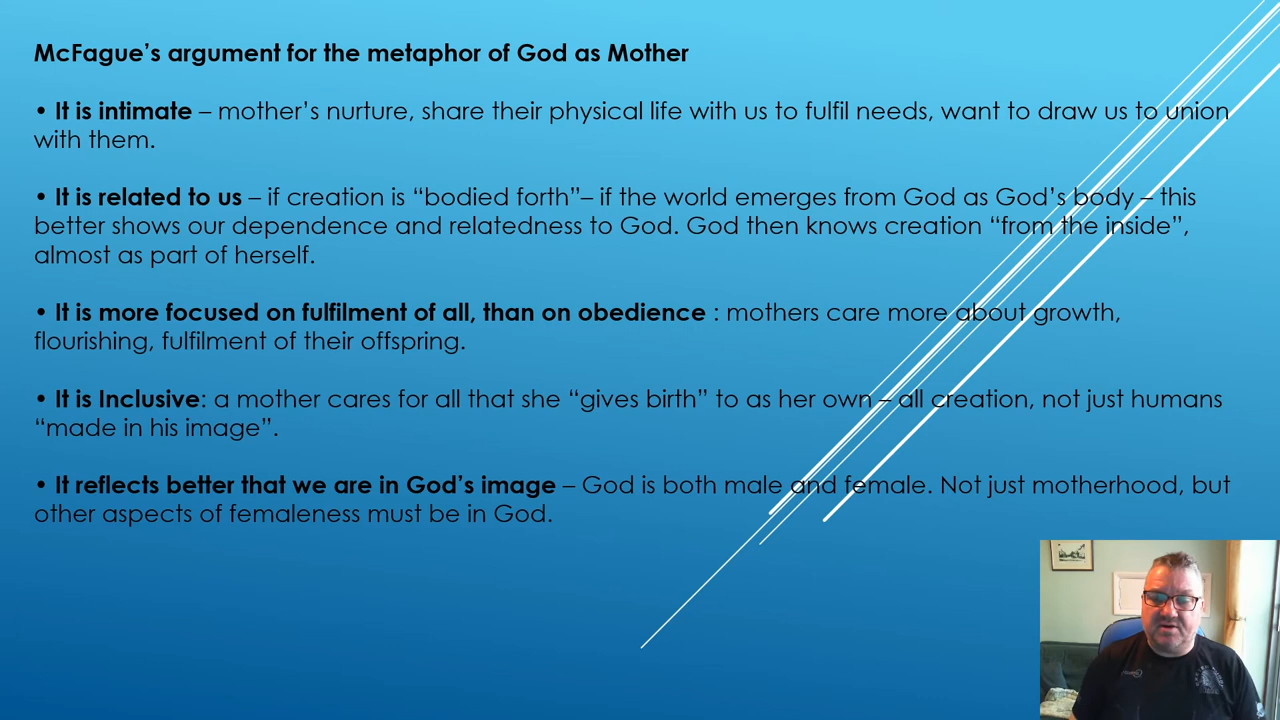 McFague’s argument for the metaphor of God as Mother
• It is intimate – mother’s nurture, share their physical life with us to fulfil needs, want to draw us to union
with them.
• It is related to us – if creation is “bodied forth”– if the world emerges from God as God’s body – this
better shows our dependence and relatedness to God. God then knows creation “from the inside”,
almost as part of herself.
• It is more focused on fulfilment of all, than on obedience : mothers care more about growth,
flourishing, fulfilment of their offspring.
• It is Inclusive: a mother cares for all that she “gives birth” to as her own – all creation, not just humans
“made in his image”.
• It reflects better that we are in God’s image – God is both male and female. Not just motherhood, but
other aspects of femaleness must be in God.